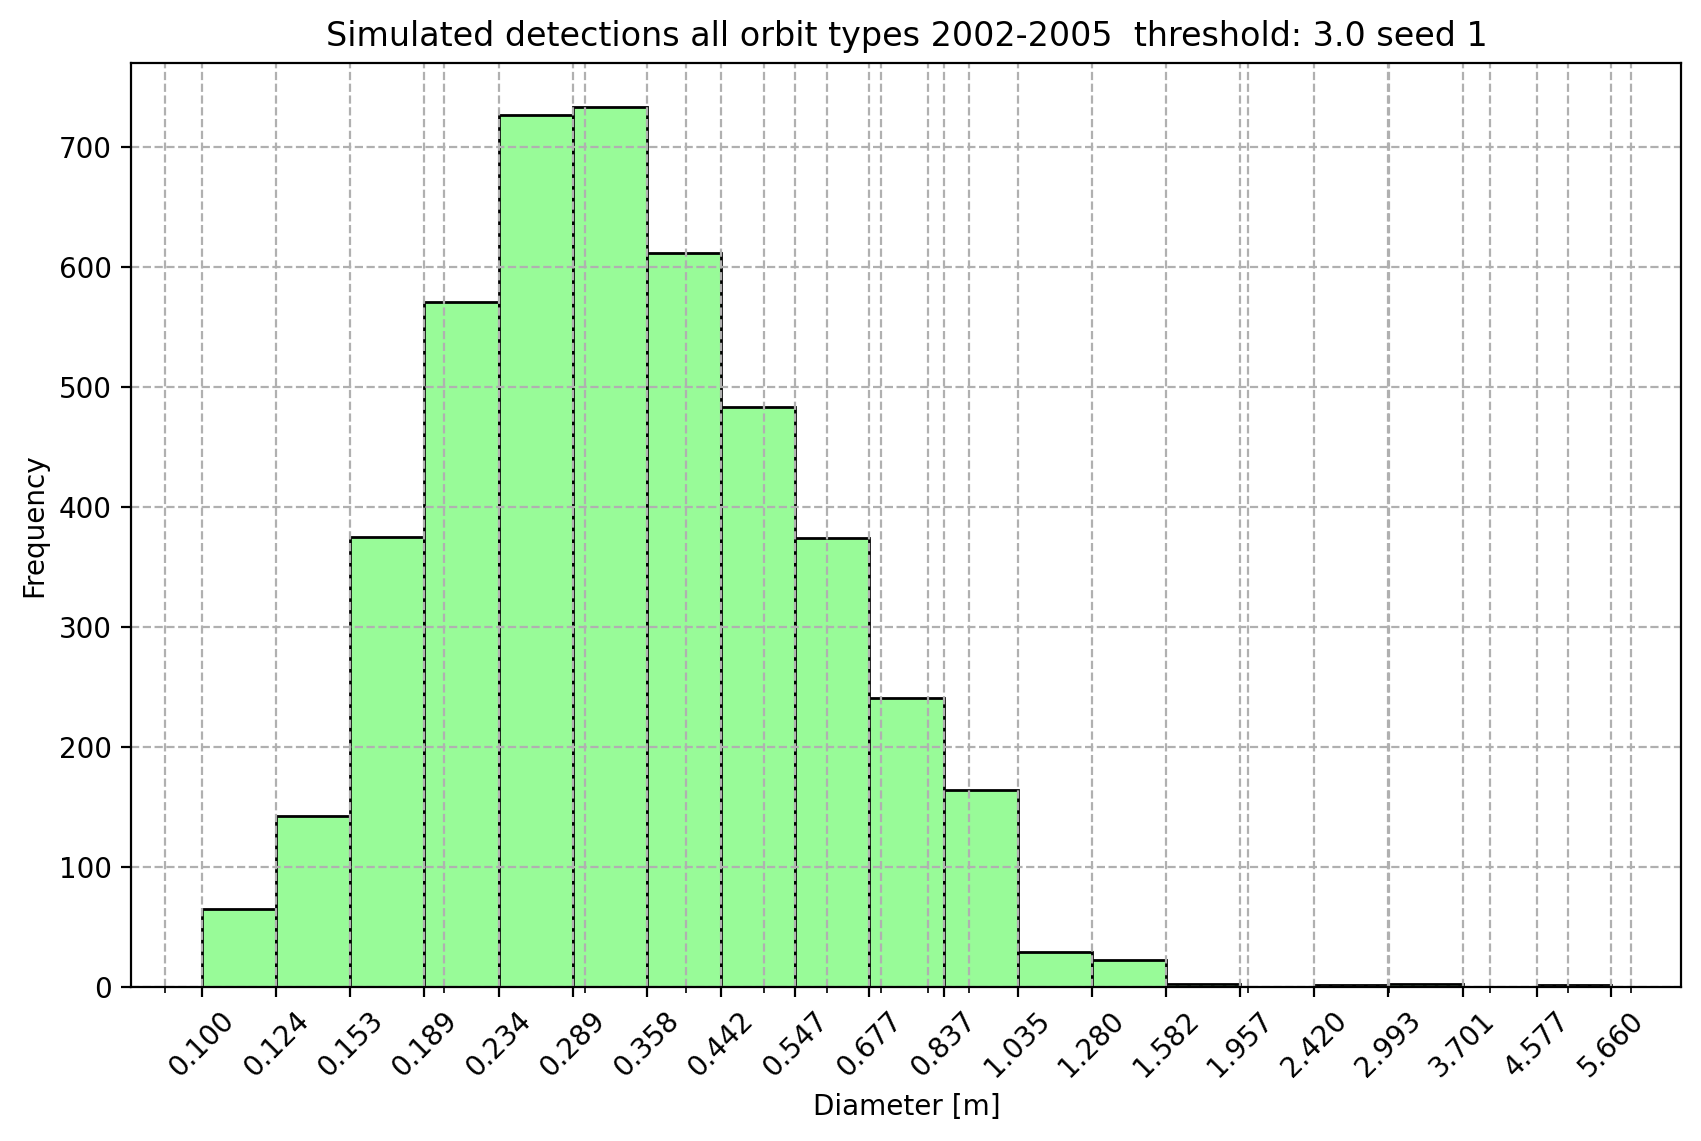 Simulated detections all orbit types 2002-2005  threshold: 3.0 seed 1
Frequency
700
600
500
400
300
200
100
0
0.100 0.124 0.153 0.189 0.234 0.289 0.358 0.442 0.547 0.677 0.837 1.035 1.280 1.582 1.957 2.420 2.993 3.701 4.577 5.660
Diameter [m]